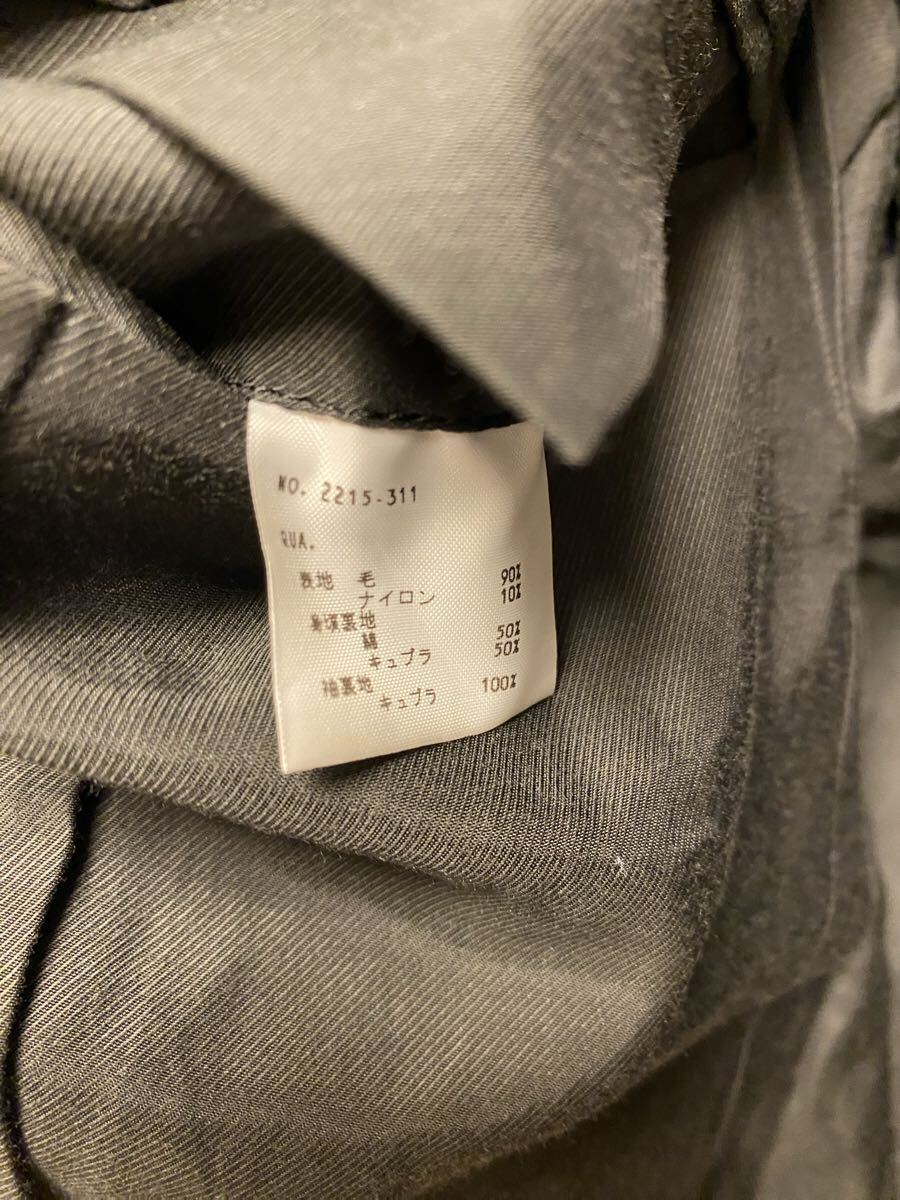 NO. 2215-311
QUA.
表地 毛 90%
ナイロン 10%
身頃裏地
綿 50%
キュプラ 50%
袖裏地
キュプラ 100%